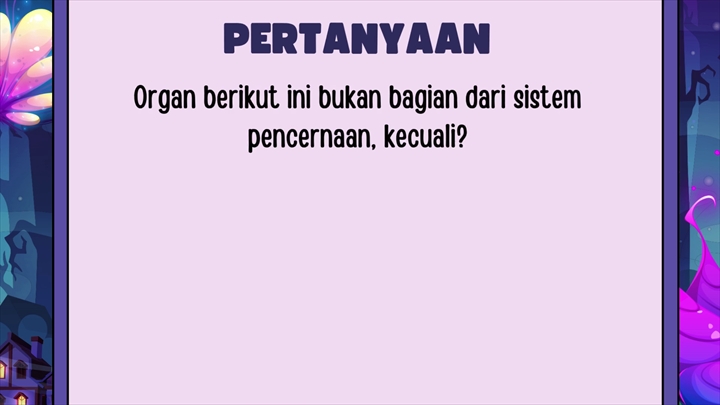 PERTANYAAN
Organ berikut ini bukan bagian dari sistem
pencernaan, kecuali?